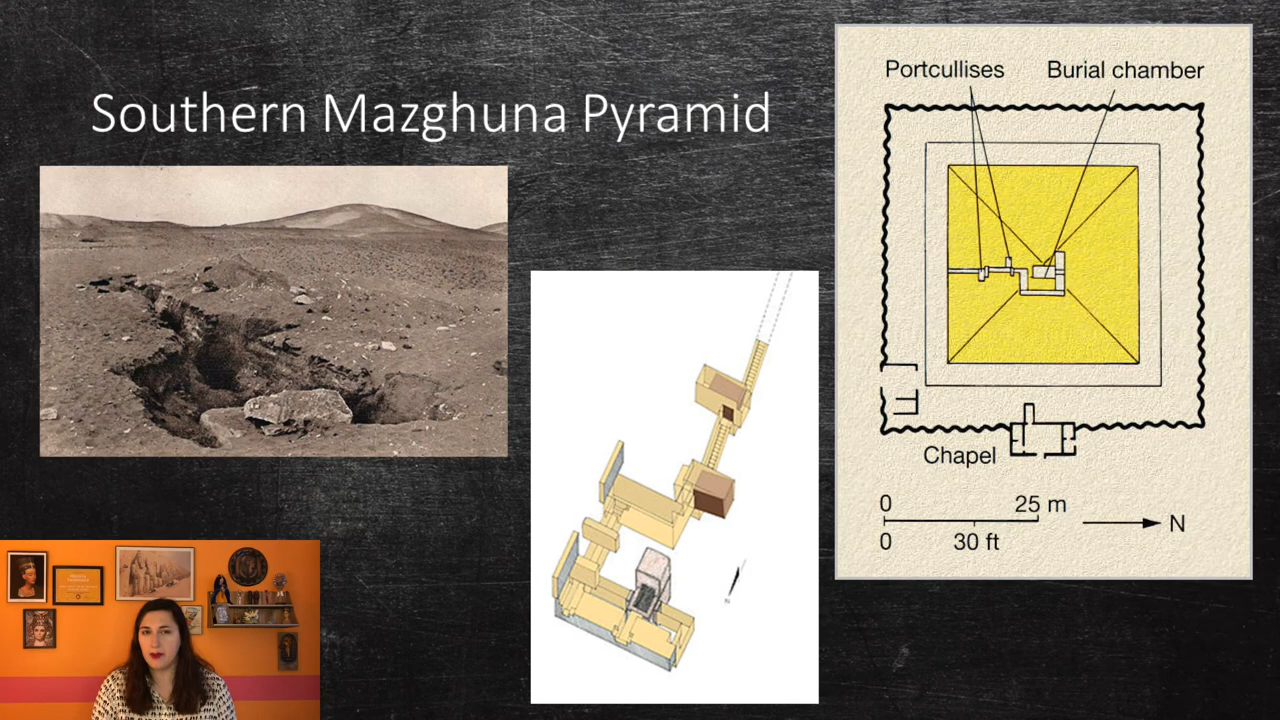 Southern Mazghuna Pyramid
Portcullises
Burial chamber
Chapel
0
25 m
0
30 ft
N